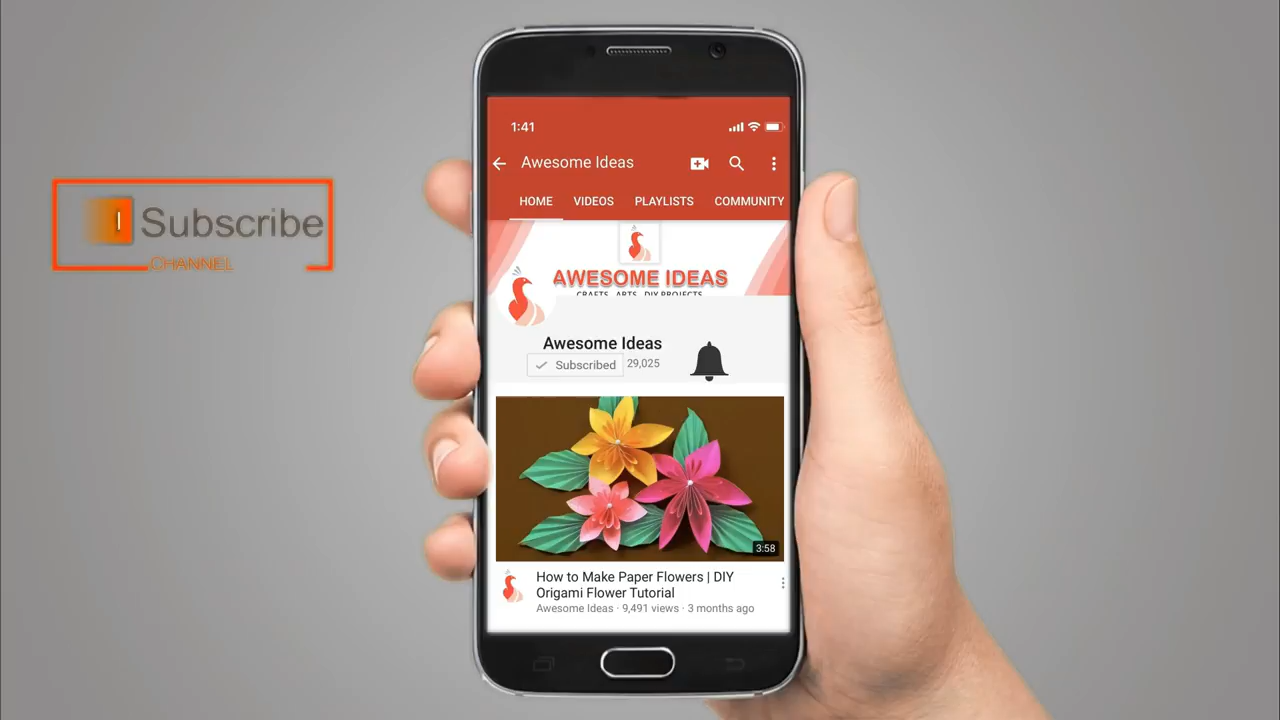 Subscribe
CHANNEL
1:41
Awesome Ideas
HOME VIDEOS PLAYLISTS COMMUNITY
AWESOME IDEAS
CRAFTS, ARTS, DIY PROJECTS
Awesome Ideas
Subscribed 29,025
3:58
How to Make Paper Flowers | DIY
Origami Flower Tutorial
Awesome Ideas · 9,491 views · 3 months ago